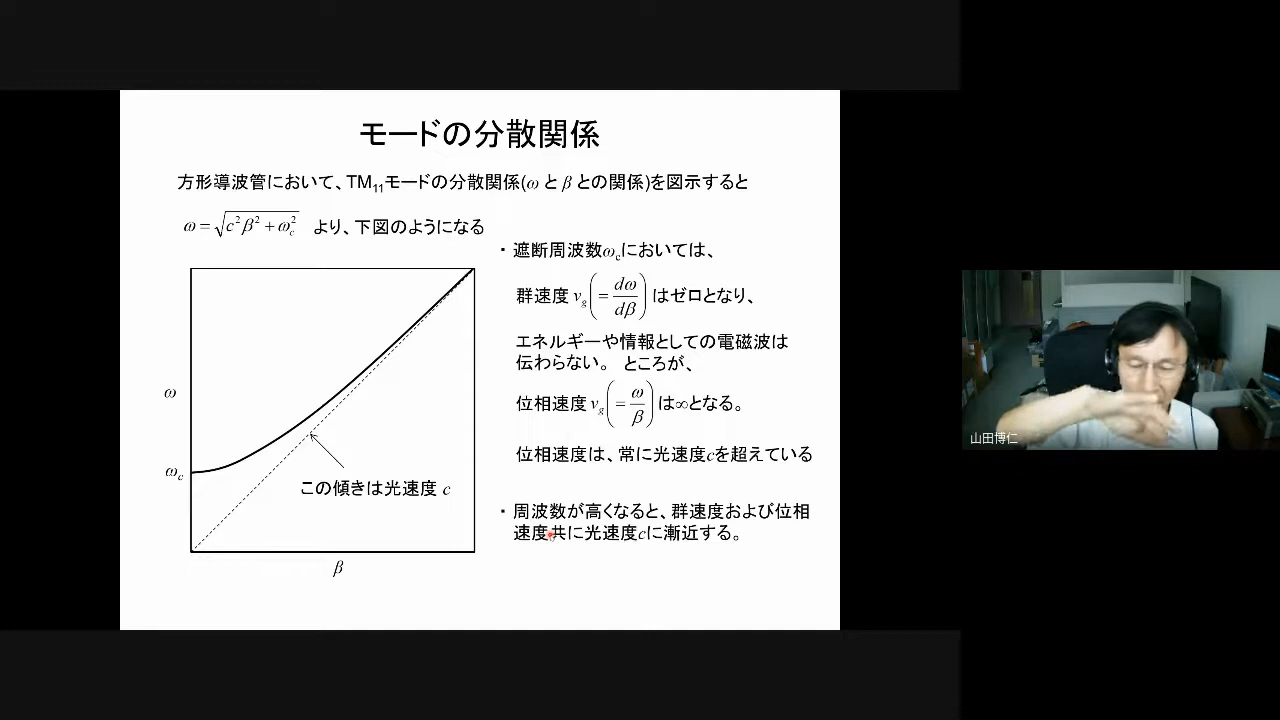 モードの分散関係
方形導波管において、TM₁₁モードの分散関係(ω と β との関係)を図示すると
ω = √(c²β² + ω_c²) より、下図のようになる
・遮断周波数ω_cにおいては、
群速度 v_g(= dω/dβ) はゼロとなり、
エネルギーや情報としての電磁波は
伝わらない。 ところが、
位相速度 v_g(= ω/β) は∞となる。
位相速度は、常に光速度cを超えている
・周波数が高くなると、群速度および位相
速度共に光速度cに漸近する。
ω
ω_c
この傾きは光速度 c
β
山田博仁